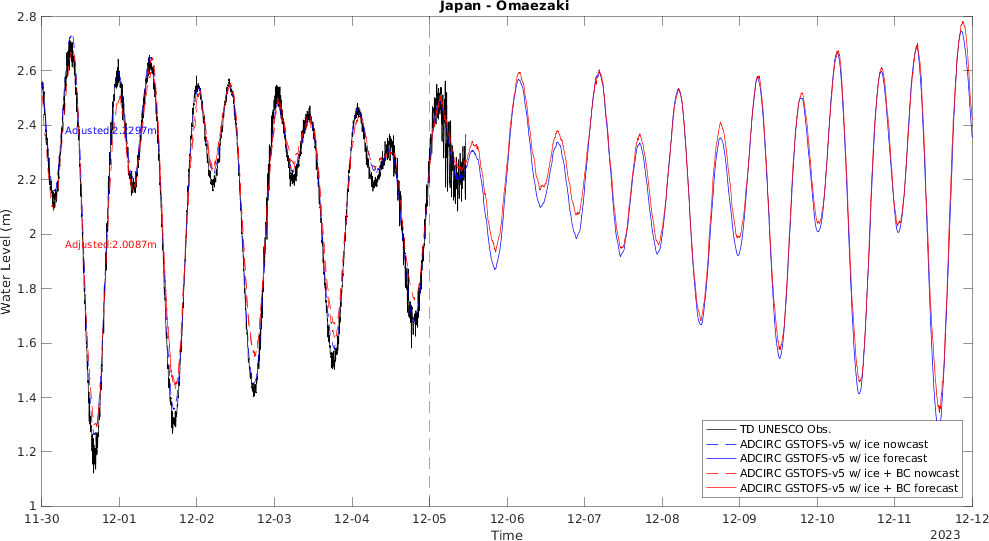 Japan - Omaezaki
2.8
2.6
2.4
2.2
2
1.8
1.6
1.4
1.2
1
Water Level (m)
Adjusted:2.2297m
Adjusted:2.0087m
TD UNESCO Obs.
ADCIRC GSTOFS-v5 w/ ice nowcast
ADCIRC GSTOFS-v5 w/ ice forecast
ADCIRC GSTOFS-v5 w/ ice + BC nowcast
ADCIRC GSTOFS-v5 w/ ice + BC forecast
11-30 12-01 12-02 12-03 12-04 12-05 12-06 12-07 12-08 12-09 12-10 12-11 12-12
Time
2023